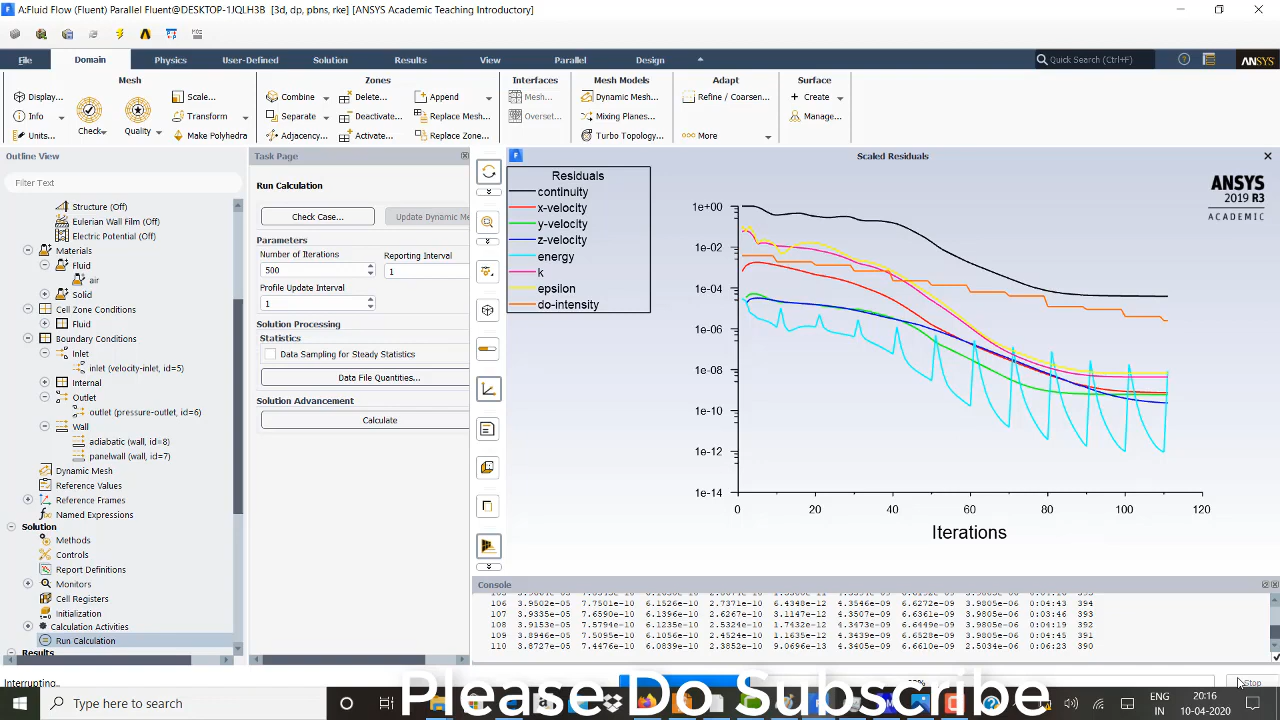 A:Fluid Flow (Fluent) Parallel Fluent@DESKTOP-1JQLH3B [3d, dp, pbns, rke] [ANSYS Academic Teaching Introductory]
File Domain Physics User-Defined Solution Results View Parallel Design Quick Search (Ctrl+F) ANSYS
Mesh Zones Interfaces Mesh Models Adapt Surface
Display... Scale... Combine Delete... Append Mesh... Dynamic Mesh... Refine / Coarsen... Create
Info Check Quality Transform Separate Deactivate... Replace Mesh... Overset... Mixing Planes... Manage...
Units... Make Polyhedra Adjacency... Activate... Replace Zone... Turbo Topology... More
Outline View
Filter Text
Structure (Off)
Eulerian Wall Film (Off)
Electric Potential (Off)
Materials
Fluid
air
Solid
Cell Zone Conditions
Fluid
Boundary Conditions
Inlet
inlet (velocity-inlet, id=5)
Internal
Outlet
outlet (pressure-outlet, id=6)
Wall
adiabatic (wall, id=8)
panelwall (wall, id=7)
Dynamic Mesh
Reference Values
Reference Frames
Named Expressions
Solution
Methods
Controls
Report Definitions
Monitors
Cell Registers
Initialization
Calculation Activities
Run Calculation
Results
Task Page
Run Calculation
Check Case... Update Dynamic Me
Parameters
Number of Iterations Reporting Interval
500 1
Profile Update Interval
1
Solution Processing
Statistics
Data Sampling for Steady Statistics
Data File Quantities...
Solution Advancement
Calculate
Scaled Residuals
Residuals
continuity
x-velocity
y-velocity
z-velocity
energy
k
epsilon
do-intensity
ANSYS
2019 R3
ACADEMIC
1e+00
1e-02
1e-04
1e-06
1e-08
1e-10
1e-12
1e-14
0 20 40 60 80 100 120
Iterations
Console
106 3.9502e-05 7.7501e-10 6.1526e-10 2.7371e-10 6.4348e-12 4.3546e-09 6.6272e-09 3.9805e-06 0:04:43 394
107 3.9335e-05 7.6590e-10 6.1396e-10 2.6267e-10 3.1342e-12 4.3507e-09 6.6361e-09 3.9805e-06 0:03:46 393
108 3.9153e-05 7.5794e-10 6.1235e-10 2.5234e-10 1.7432e-12 4.3473e-09 6.6449e-09 3.9805e-06 0:04:19 392
109 3.8986e-05 7.5095e-10 6.1056e-10 2.4524e-10 4.3437e-09 6.6522e-09 3.9805e-06 0:04:45 391
110 3.8727e-05 7.4476e-10 6.0839e-10 2.3852e-10 9.0696e-13 4.3405e-09 2.5034e-06 0:06:23 390
Interrupting. Stop
Please Do Subscribe
Type here to search
ENG
IN
20:16
10-04-2020